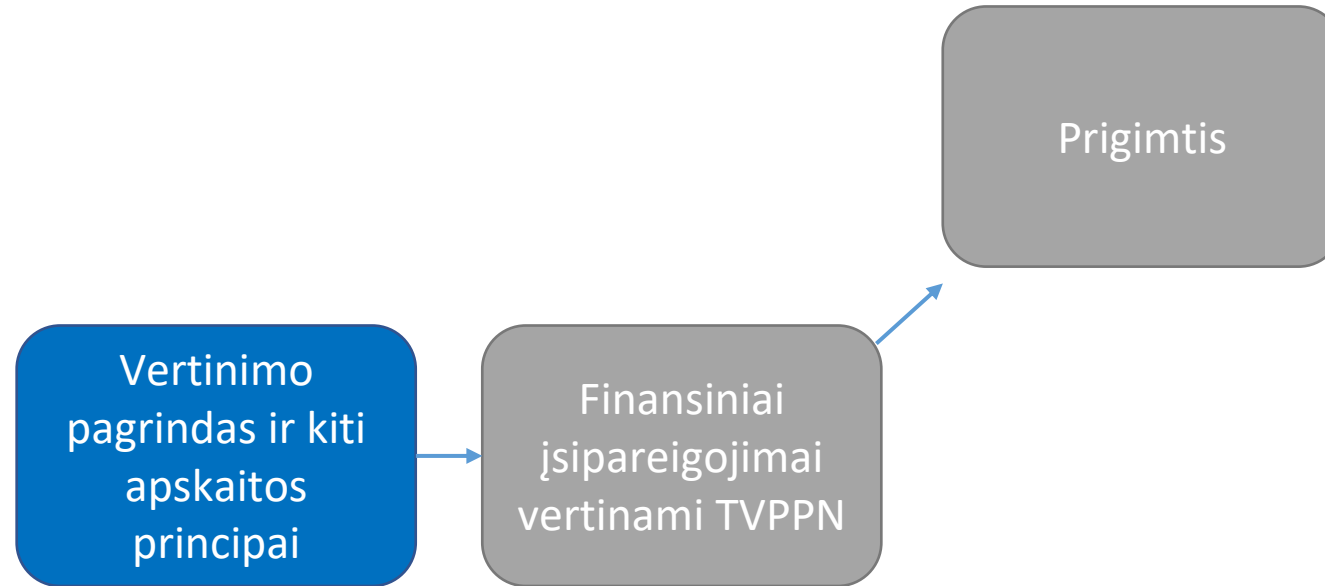 Prigimtis
Vertinimo
pagrindas ir kiti
apskaitos
principai
Finansiniai
įsipareigojimai
vertinami TVPPN